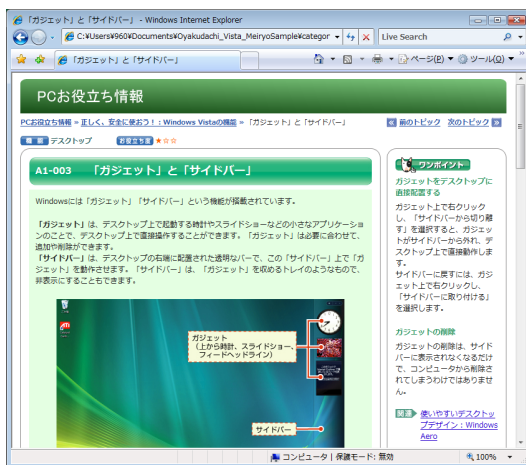 「ガジェット」と「サイドバー」 - Windows Internet Explorer
C:¥Users¥960¥Documents¥Oyakudachi_Vista_MeiryoSample¥categor
Live Search
「ガジェット」と「サイドバー」
ページ(P)
ツール(O)
PCお役立ち情報
PCお役立ち情報 » 正しく、安全に使おう！：Windows Vistaの機能 » 「ガジェット」と「サイドバー」
前のトピック 次のトピック
職 種 デスクトップ お役立ち度 ★☆☆
A1-003 「ガジェット」と「サイドバー」
Windowsには「ガジェット」「サイドバー」という機能が搭載されています。
「ガジェット」は、デスクトップ上で起動する時計やスライドショーなどの小さなアプリケーショ
ンのことで、デスクトップ上で直接操作することができます。「ガジェット」は必要に合わせて、
追加や削除ができます。
「サイドバー」は、デスクトップの右端に配置された透明なバーで、この「サイドバー」上で「ガ
ジェット」を動作させます。「サイドバー」は、「ガジェット」を収めるトレイのようなもので、
非表示にすることもできます。
ガジェット
（上から時計、スライドショー、
フィードヘッドライン）
サイドバー
ワンポイント
ガジェットをデスクトップに
直接配置する
ガジェット上で右クリック
し、「サイドバーから切り離
す」を選択すると、ガジェッ
トがサイドバーから外れ、デ
スクトップ上で直接動作しま
す。
サイドバーに戻すには、ガジ
ェット上で右クリックし、
「サイドバーに取り付ける」
を選択します。
ガジェットの削除
ガジェットの削除は、サイド
バーに表示されなくなるだけ
で、コンピュータから削除さ
れてしまうわけではありませ
ん。
関連 使いやすいデスクトッ
プデザイン：Windows
Aero
コンピュータ | 保護モード: 無効
100%